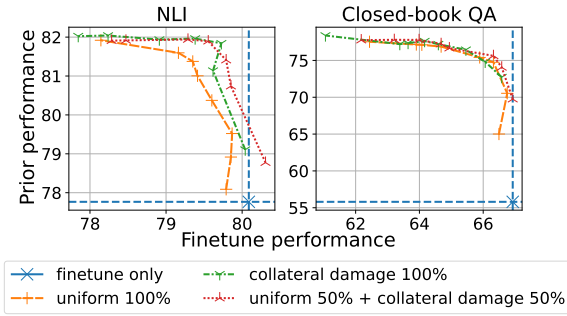 NLI
Closed-book QA
82
81
80
79
78
75
70
65
60
55
78
79
80
62
64
66
Prior performance
Finetune performance
finetune only
uniform 100%
collateral damage 100%
uniform 50% + collateral damage 50%